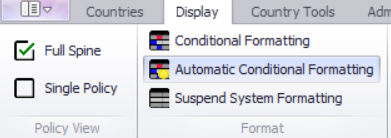 Countries Display Country Tools Adm
Full Spine
Single Policy
Policy View
Conditional Formatting
Automatic Conditional Formatting
Suspend System Formatting
Format